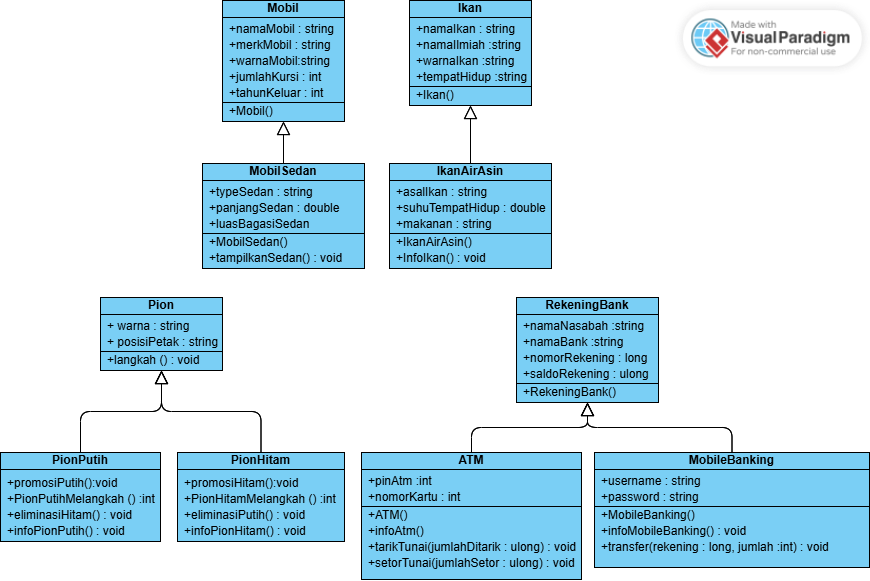 Mobil
+namaMobil : string
+merkMobil : string
+warnaMobil:string
+jumlahKursi : int
+tahunKeluar : int
+Mobil()
Ikan
+namaIkan : string
+namaIlmiah :string
+warnaIkan :string
+tempatHidup :string
+Ikan()
Made with
VisualParadigm
For non-commercial use
MobilSedan
+typeSedan : string
+panjangSedan : double
+luasBagasiSedan
+MobilSedan()
+tampilkanSedan() : void
IkanAirAsin
+asalIkan : string
+suhuTempatHidup : double
+makanan : string
+IkanAirAsin()
+InfoIkan() : void
Pion
+ warna : string
+ posisiPetak : string
+langkah () : void
RekeningBank
+namaNasabah :string
+namaBank :string
+nomorRekening : long
+saldoRekening : ulong
+RekeningBank()
PionPutih
+promosiPutih():void
+PionPutihMelangkah () :int
+eliminasiHitam() : void
+infoPionPutih() : void
PionHitam
+promosiHitam():void
+PionHitamMelangkah () :int
+eliminasiPutih() : void
+infoPionHitam() : void
ATM
+pinAtm :int
+nomorKartu : int
+ATM()
+infoAtm()
+tarikTunai(jumlahDitarik : ulong) : void
+setorTunai(jumlahSetor : ulong) : void
MobileBanking
+username : string
+password : string
+MobileBanking()
+infoMobileBanking() : void
+transfer(rekening : long, jumlah :int) : void